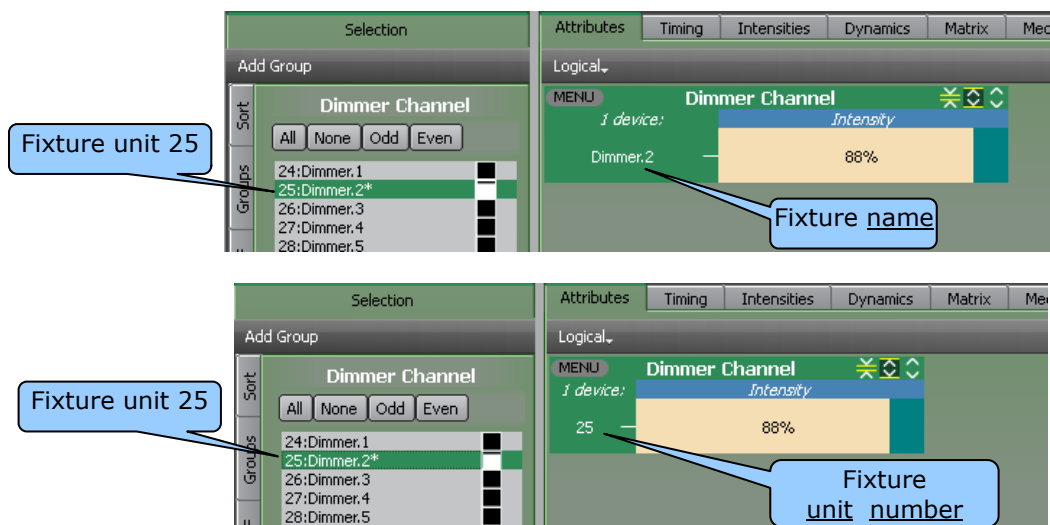 Selection
Attributes Timing Intensities Dynamics Matrix
Add Group
Logical
Sort
Dimmer Channel
MENU Dimmer Channel
1 device: Intensity
All None Odd Even
Fixture unit 25
Dimmer.2 88%
Groups
24:Dimmer.1
25:Dimmer.2*
26:Dimmer.3
27:Dimmer.4
28:Dimmer.5
Fixture name
Selection
Attributes Timing Intensities Dynamics Matrix
Add Group
Logical
Sort
Dimmer Channel
MENU Dimmer Channel
1 device: Intensity
All None Odd Even
Fixture unit 25
25 88%
Groups
24:Dimmer.1
25:Dimmer.2*
26:Dimmer.3
27:Dimmer.4
28:Dimmer.5
Fixture
unit number